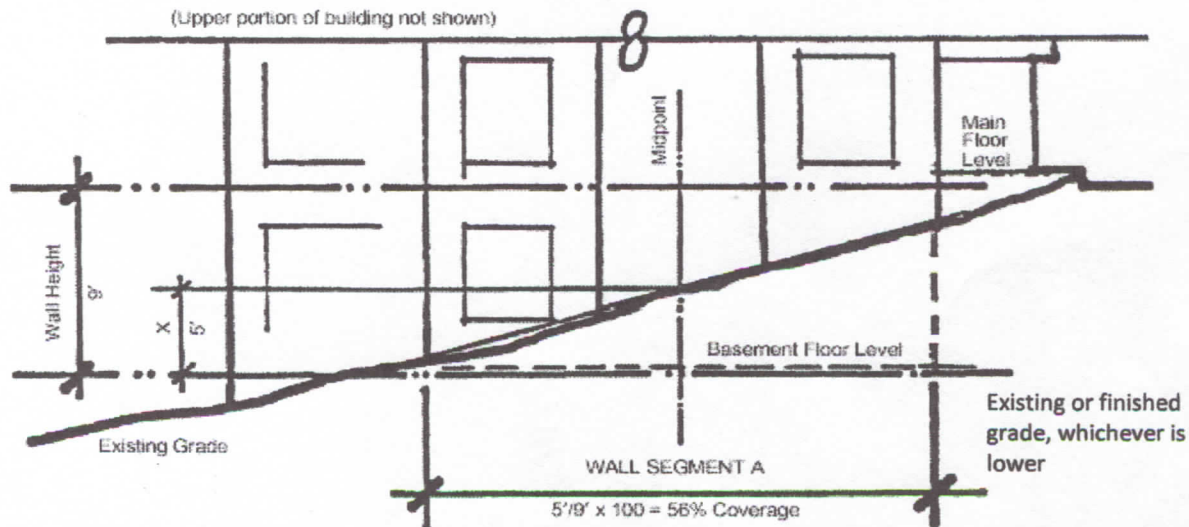 (Upper portion of building not shown)
Midpoint
Main
Floor
Level
Wall Height
9'
X
5'
Basement Floor Level
Existing Grade
Existing or finished
grade, whichever is
lower
WALL SEGMENT A
5'/9' x 100 = 56% Coverage